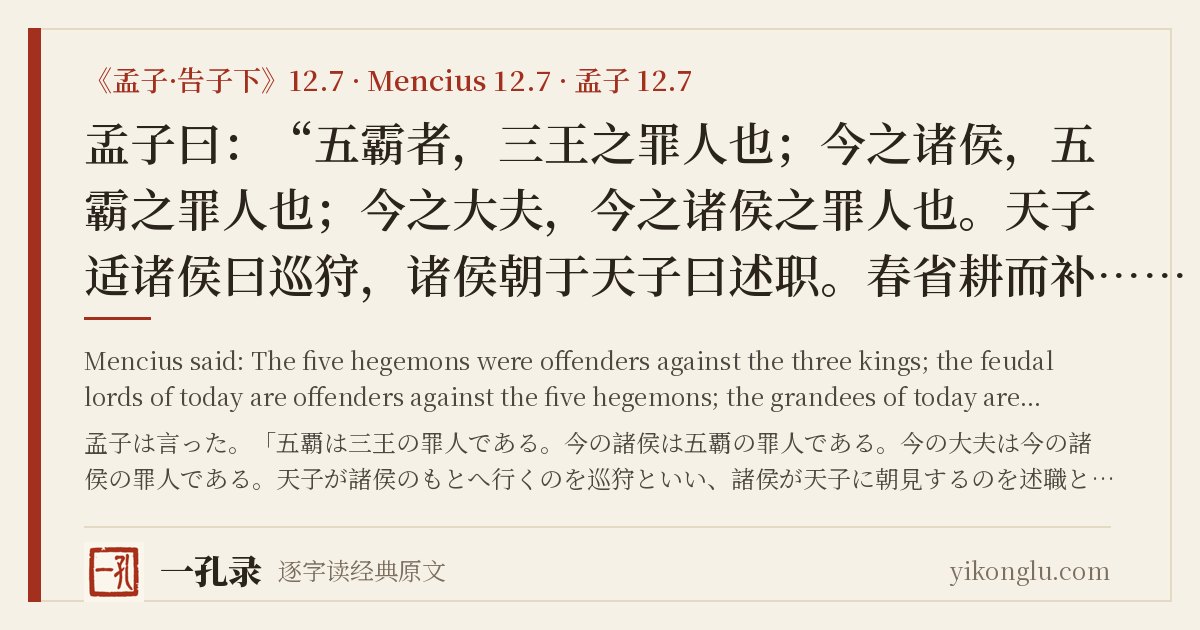 《孟子·告子下》12.7 · Mencius 12.7 · 孟子 12.7
孟子曰：“五霸者，三王之罪人也；今之诸侯，五
霸之罪人也；今之大夫，今之诸侯之罪人也。天子
适诸侯曰巡狩，诸侯朝于天子曰述职。春省耕而补……
Mencius said: The five hegemons were offenders against the three kings; the feudal
lords of today are offenders against the five hegemons; the grandees of today are...
孟子は言った。「五覇は三王の罪人である。今の諸侯は五覇の罪人である。今の大夫は今の諸
侯の罪人である。天子が諸侯のもとへ行くのを巡狩といい、諸侯が天子に朝見するのを述職と…
一孔
一孔录 逐字读经典原文 yikonglu.com